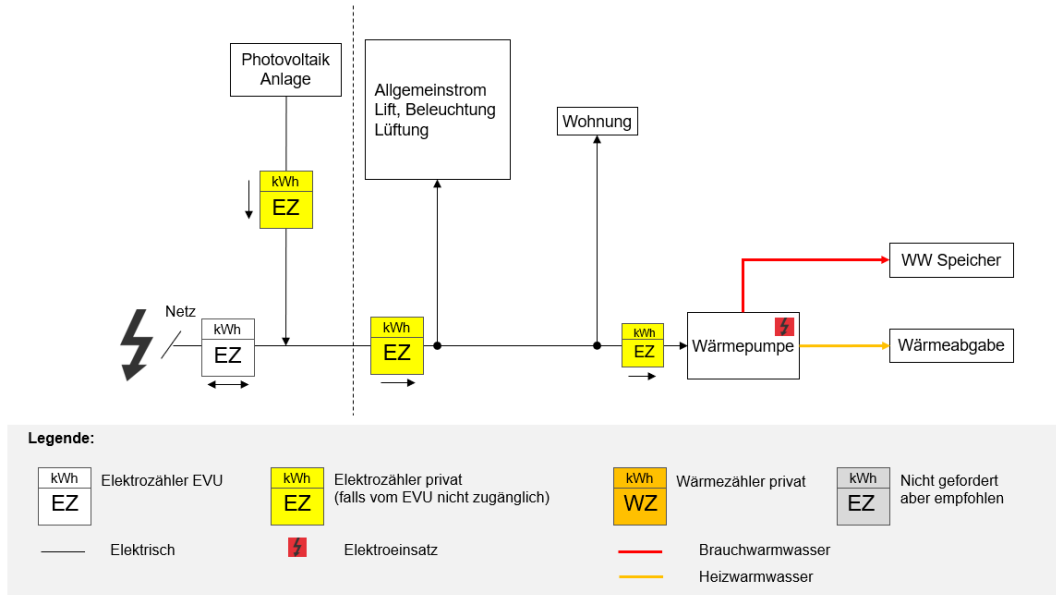 Photovoltaik
Anlage
Allgemeinstrom
Lift, Beleuchtung
Lüftung
Wohnung
kWh
EZ
WW Speicher
Netz
kWh
EZ
kWh
EZ
kWh
EZ
Wärmepumpe
Wärmeabgabe
Legende:
kWh
EZ
Elektrozähler EVU
kWh
EZ
Elektrozähler privat
(falls vom EVU nicht zugänglich)
kWh
WZ
Wärmezähler privat
kWh
EZ
Nicht gefordert
aber empfohlen
Elektrisch
Elektroeinsatz
Brauchwarmwasser
Heizwarmwasser